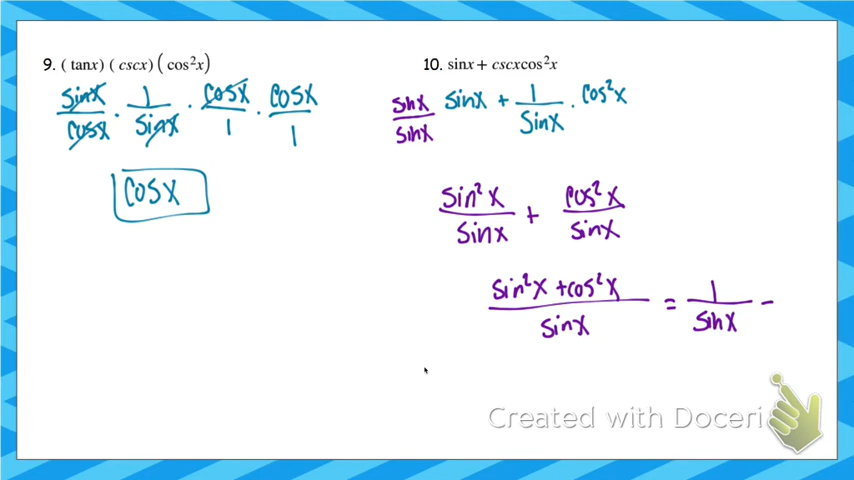 9. (tanx) (cscx) (cos²x)
sinx/cosx · 1/sinx · cosx/1 · cosx/1
cosx
10. sinx + cscxcos²x
sinx/sinx sinx + 1/sinx · cos²x
sin²x/sinx + cos²x/sinx
sin²x + cos²x/sinx = 1/sinx =
Created with Doceri